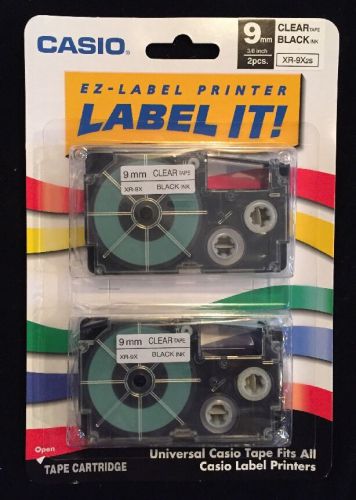 CASIO®
9mm
3/8 inch
2pcs.
CLEAR TAPE
BLACK INK
XR-9X2S
EZ-LABEL PRINTER
LABEL IT!
9mm CLEAR TAPE
XR-9X BLACK INK
9mm CLEAR TAPE
XR-9X BLACK INK
Open
TAPE CARTRIDGE
Universal Casio Tape Fits All
Casio Label Printers